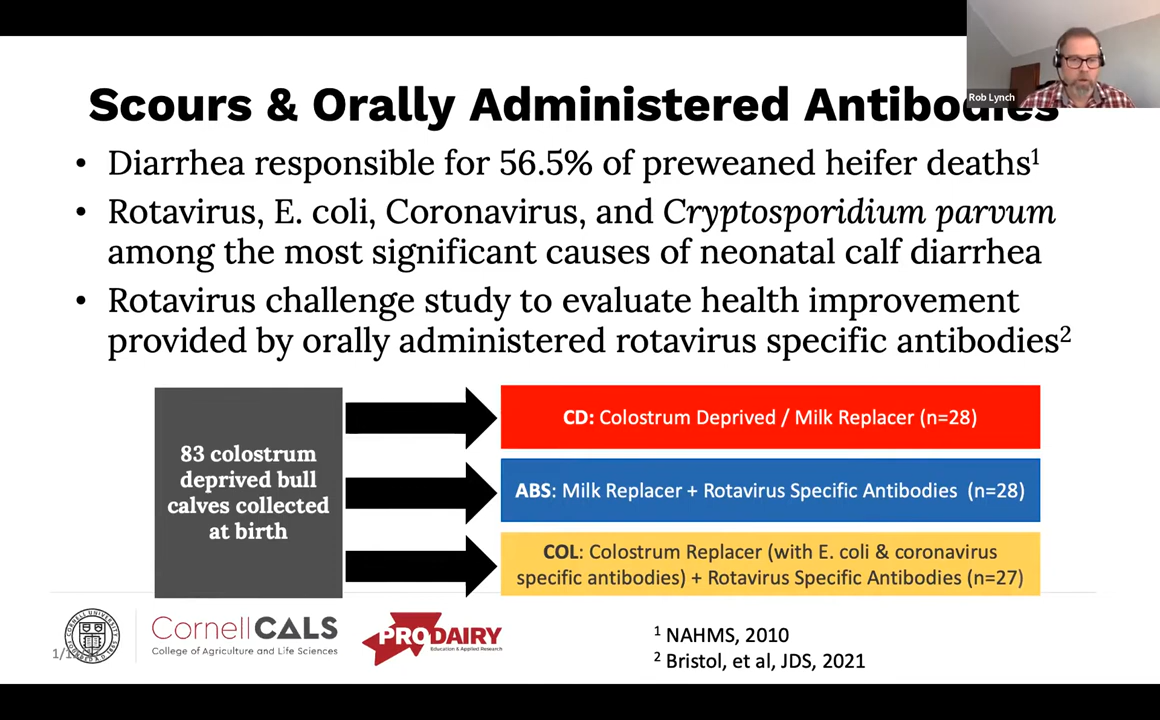 Scours & Orally Administered Antibodies
Rob Lynch
• Diarrhea responsible for 56.5% of preweaned heifer deaths¹
• Rotavirus, E. coli, Coronavirus, and Cryptosporidium parvum
among the most significant causes of neonatal calf diarrhea
• Rotavirus challenge study to evaluate health improvement
provided by orally administered rotavirus specific antibodies²
83 colostrum
deprived bull
calves collected
at birth
CD: Colostrum Deprived / Milk Replacer (n=28)
ABS: Milk Replacer + Rotavirus Specific Antibodies (n=28)
COL: Colostrum Replacer (with E. coli & coronavirus
specific antibodies) + Rotavirus Specific Antibodies (n=27)
CornellCALS
College of Agriculture and Life Sciences
PRODAIRY
Education & Applied Research
¹ NAHMS, 2010
² Bristol, et al, JDS, 2021